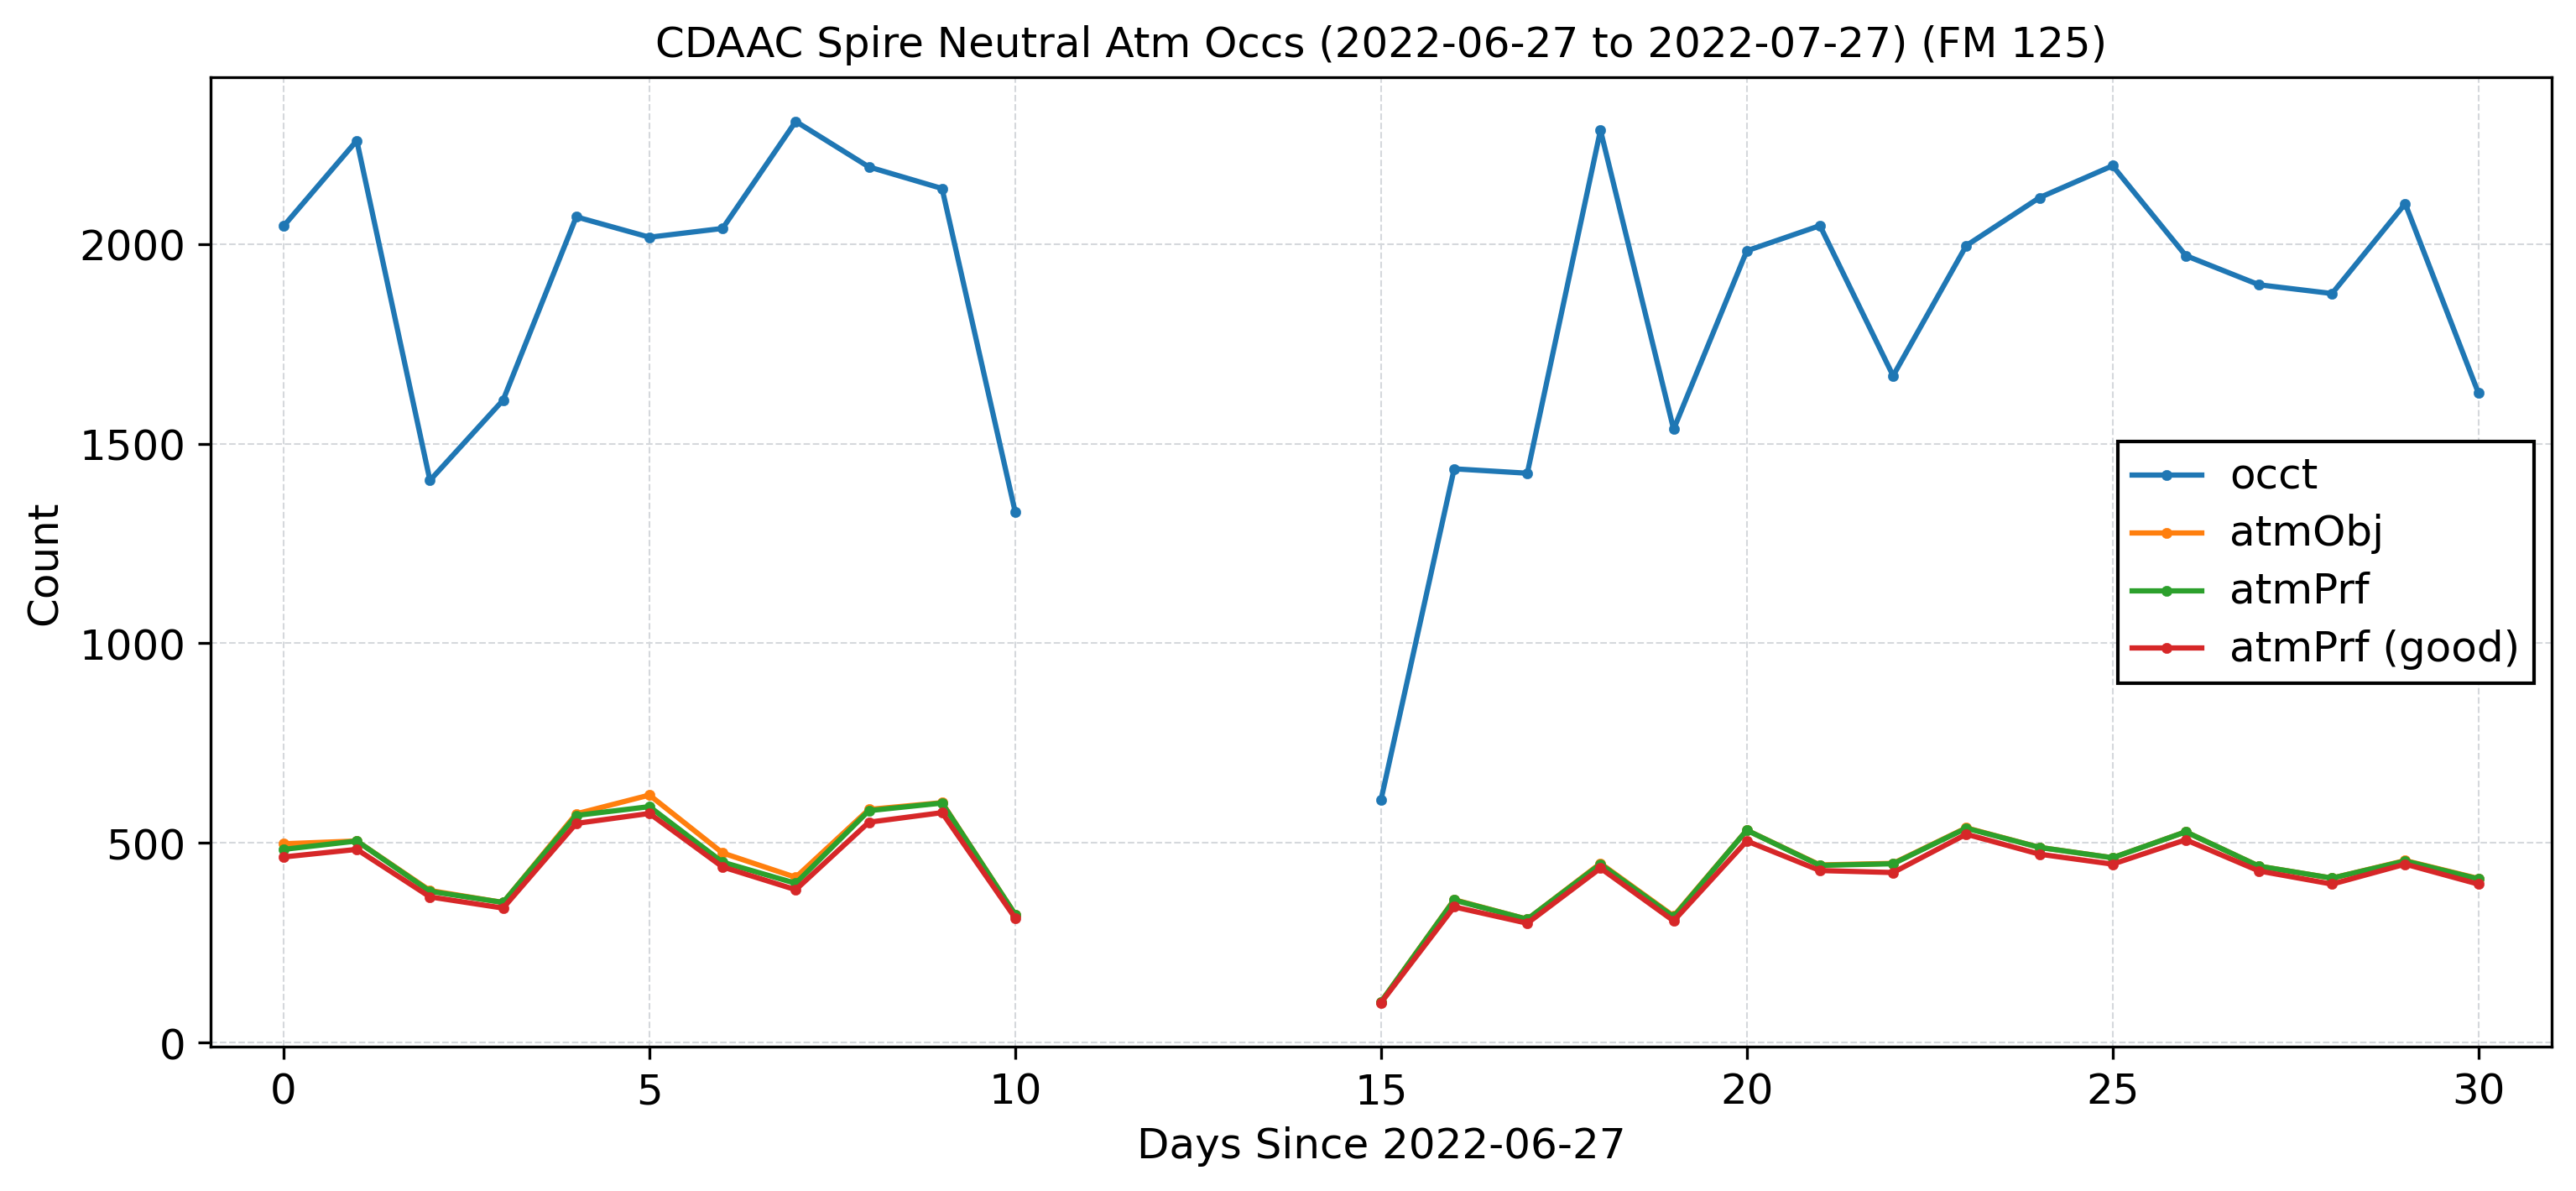 CDAAC Spire Neutral Atm Occs (2022-06-27 to 2022-07-27) (FM 125)
Count
2000
1500
1000
500
0
occt
atmObj
atmPrf
atmPrf (good)
0 5 10 15 20 25 30
Days Since 2022-06-27